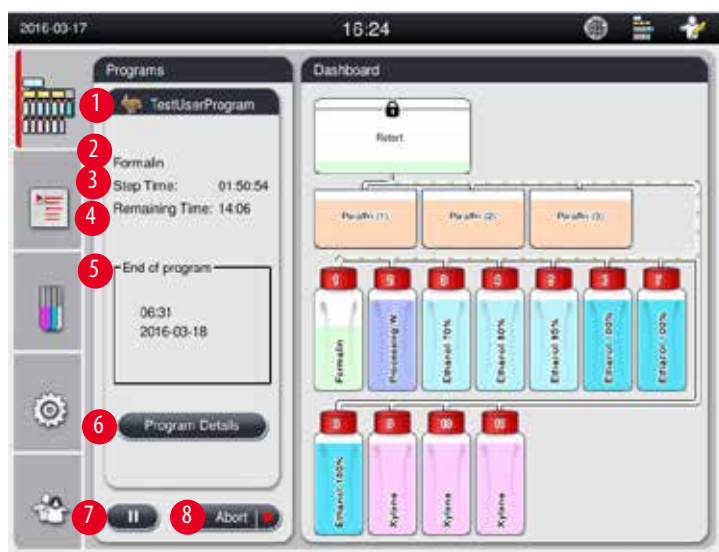 2016-03-17
16:24
Programs
Dashboard
1
TestUserProgram
2
Formalin
3
Step Time: 01:50:54
4
Remaining Time: 14:06
5
End of program
06:31
2016-03-18
6
Program Details
7
8
Abort
Retort
Paraffin (1)
Paraffin (2)
Paraffin (3)
Formalin
Processing W
Ethanol 70%
Ethanol 80%
Ethanol 95%
Ethanol 100%
Ethanol 100%
Ethanol 100%
Xylene
Xylene
Xylene